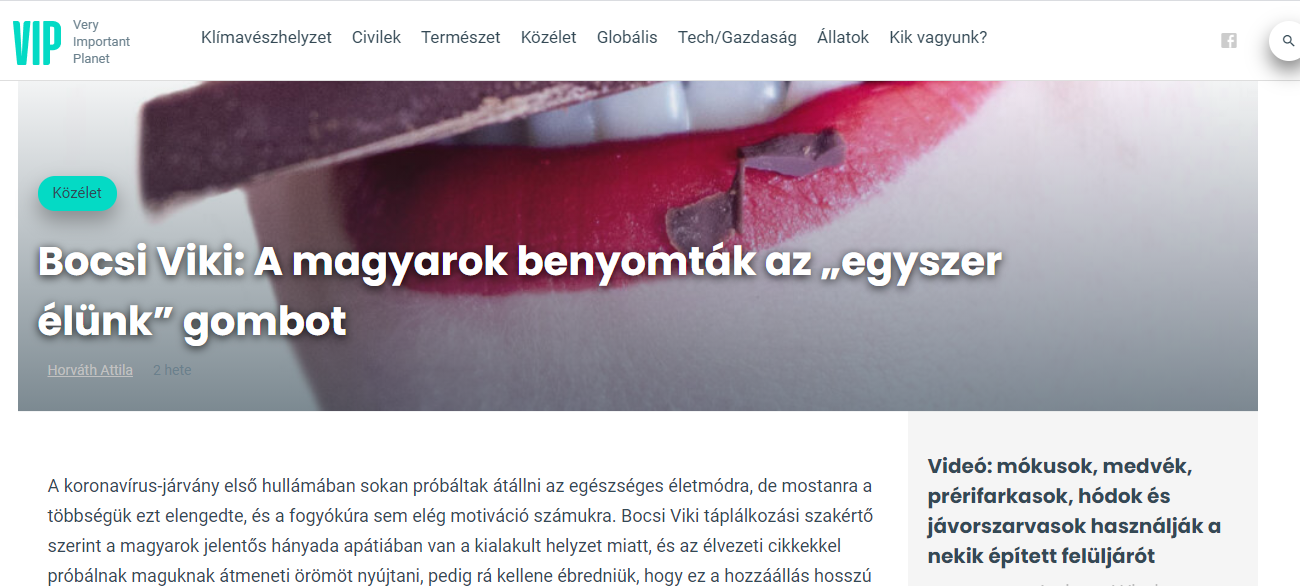 VIP
Very
Important
Planet
Klímavészhelyzet Civilek Természet Közélet Globális Tech/Gazdaság Állatok Kik vagyunk?
Közélet
Bocsi Viki: A magyarok benyomták az „egyszer
élünk” gombot
Horváth Attila 2 hete
A koronavírus-járvány első hullámában sokan próbáltak átállni az egészséges életmódra, de mostanra a
többségük ezt elengedte, és a fogyókúra sem elég motiváció számukra. Bocsi Viki táplálkozási szakértő
szerint a magyarok jelentős hányada apátiában van a kialakult helyzet miatt, és az élvezeti cikkekkel
próbálnak maguknak átmeneti örömöt nyújtani, pedig rá kellene ébredniük, hogy ez a hozzáállás hosszú
Videó: mókusok, medvék,
prérifarkasok, hódok és
jávorszarvasok használják a
nekik épített felüljárót